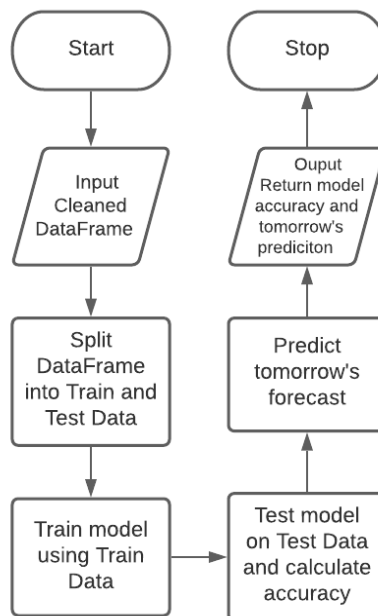 Start
Input
Cleaned
DataFrame
Split
DataFrame
into Train and
Test Data
Train model
using Train
Data
Test model
on Test Data
and calculate
accuracy
Predict
tomorrow's
forecast
Ouput
Return model
accuracy and
tomorrow's
prediciton
Stop